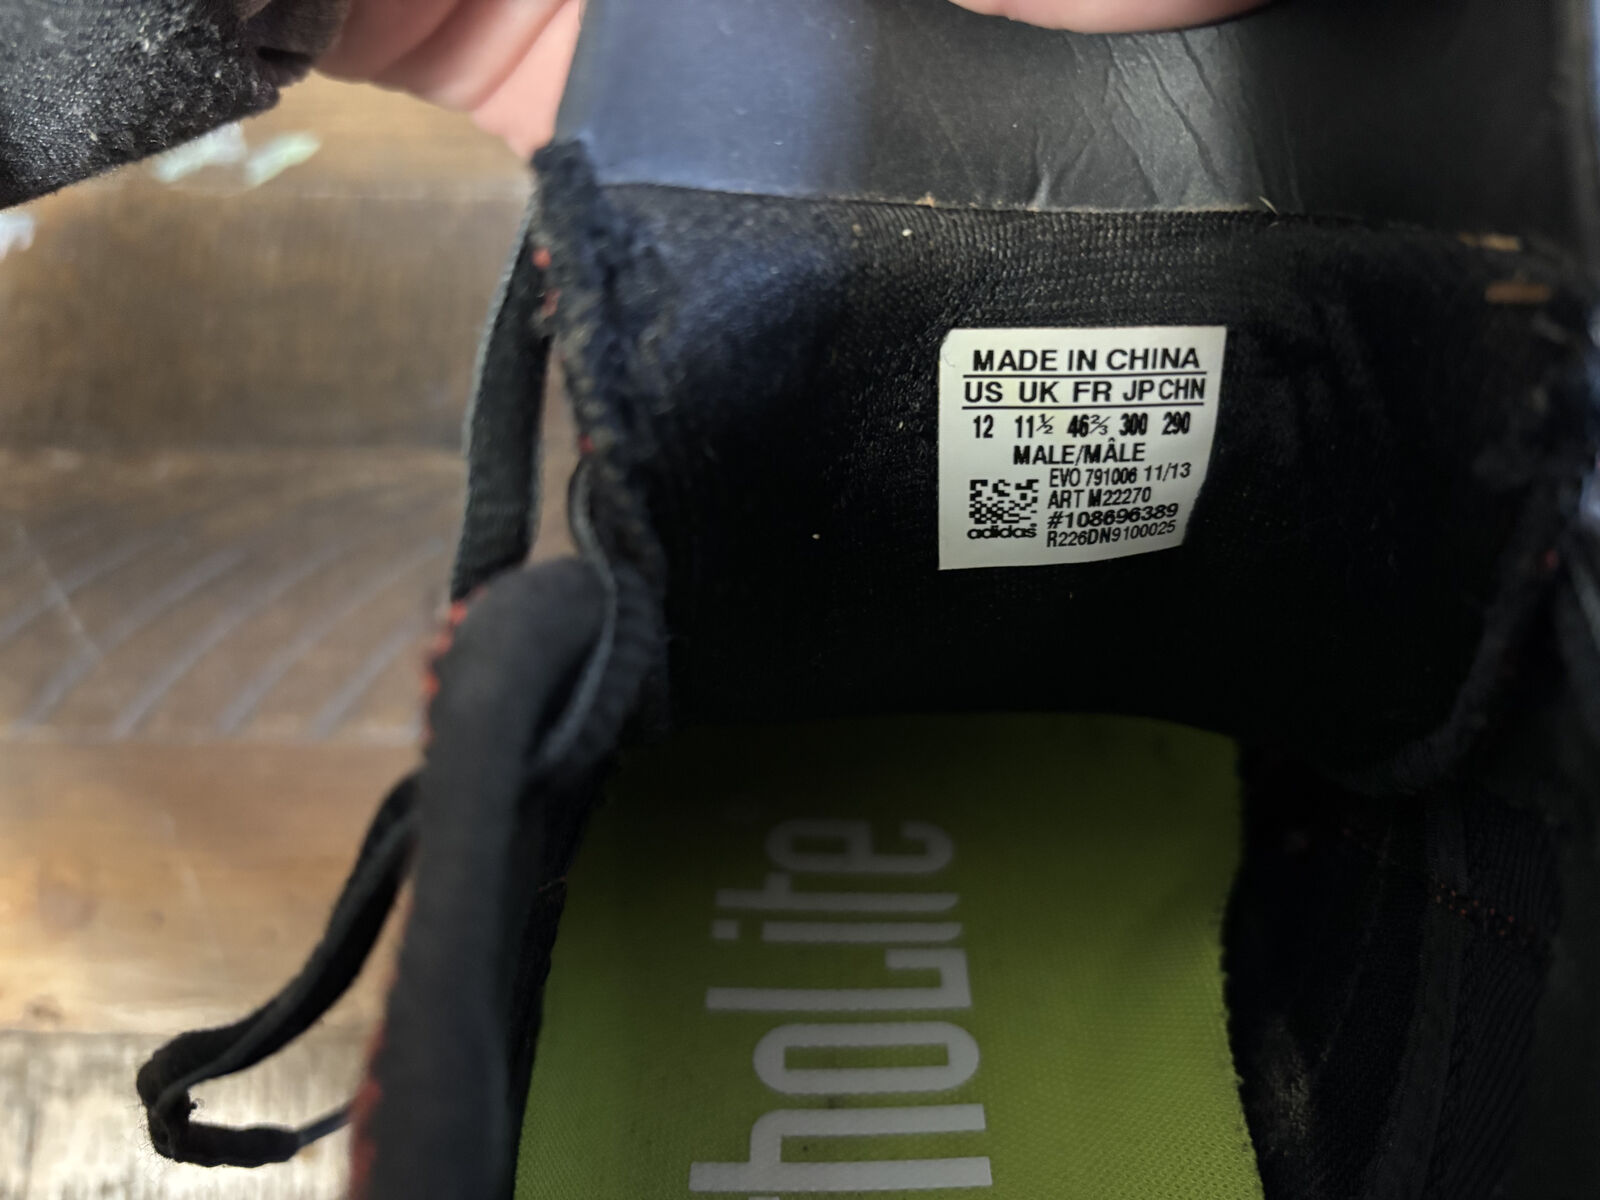 MADE IN CHINA
US UK FR JP CHN
12 11½ 46⅔ 300 290
MALE/MÂLE
EVO 791006 11/13
ART M22270
#108696389
adidas R226DN9100025
hoLite